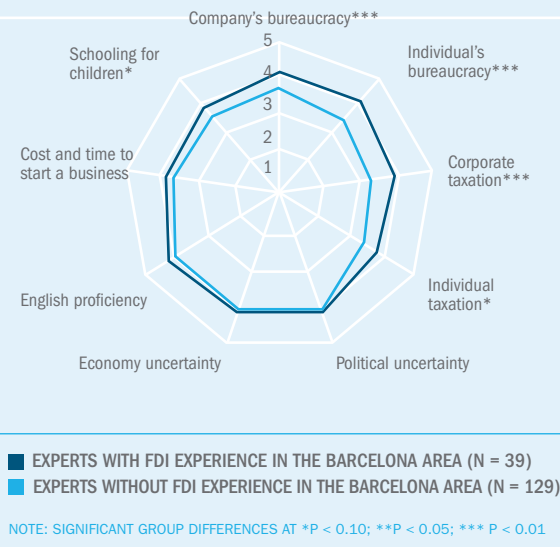 Company’s bureaucracy***
5
4
3
2
1
Individual’s
bureaucracy***
Corporate
taxation***
Individual
taxation*
Political uncertainty
Economy uncertainty
English proficiency
Cost and time to
start a business
Schooling for
children*
EXPERTS WITH FDI EXPERIENCE IN THE BARCELONA AREA (N = 39)
EXPERTS WITHOUT FDI EXPERIENCE IN THE BARCELONA AREA (N = 129)
NOTE: SIGNIFICANT GROUP DIFFERENCES AT *P < 0.10; **P < 0.05; *** P < 0.01